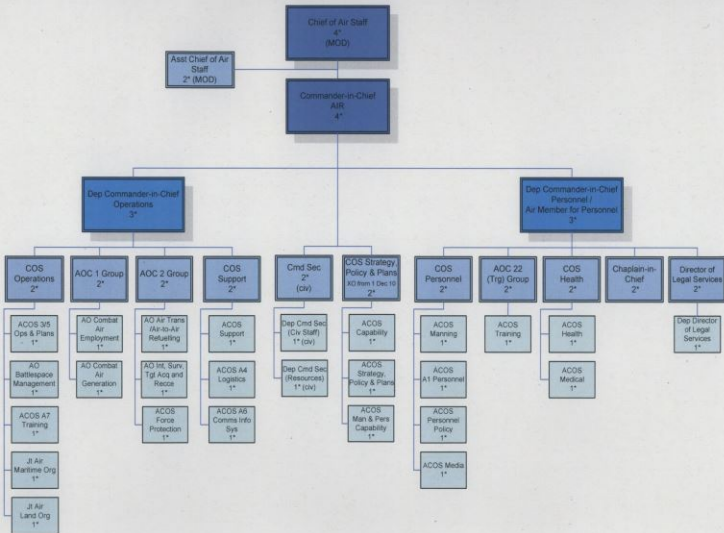 Chief of Air Staff
4*
(MOD)
Asst Chief of Air
Staff
2* (MOD)
Commander-in-Chief
AIR
4*
Dep Commander-in-Chief
Operations
3*
Dep Commander-in-Chief
Personnel /
Air Member for Personnel
3*
COS
Operations
2*
AOC 1 Group
2*
AOC 2 Group
2*
COS
Support
2*
Cmd Sec
2*
(civ)
COS Strategy,
Policy & Plans
XO from 1 Dec 10
2*
COS
Personnel
2*
AOC 22
(Trg) Group
2*
COS
Health
2*
Chaplain-in-
Chief
2*
Director of
Legal Services
2*
ACOS 3/5
Ops & Plans
1*
AO
Battlespace
Management
1*
ACOS A7
Training
1*
Jt Air
Maritime Org
1*
Jt Air
Land Org
1*
AO Combat
Air
Employment
1*
AO Combat
Air
Generation
1*
AO Air Trans
/Air-to-Air
Refuelling
1*
AO Int, Surv,
Tgt Acq and
Recce
1*
ACOS
Force
Protection
1*
ACOS
Support
1*
ACOS A4
Logistics
1*
ACOS A6
Comms Info
Sys
1*
Dep Cmd Sec
(Civ Staff)
1* (civ)
Dep Cmd Sec
(Resources)
1* (civ)
ACOS
Capability
1*
ACOS
Strategy,
Policy & Plans
1*
ACOS
Man & Pers
Capability
1*
ACOS
Manning
1*
ACOS
A1 Personnel
1*
ACOS
Personnel
Policy
1*
ACOS Media
1*
ACOS
Training
1*
ACOS
Health
1*
ACOS
Medical
1*
Dep Director
of Legal
Services
1*